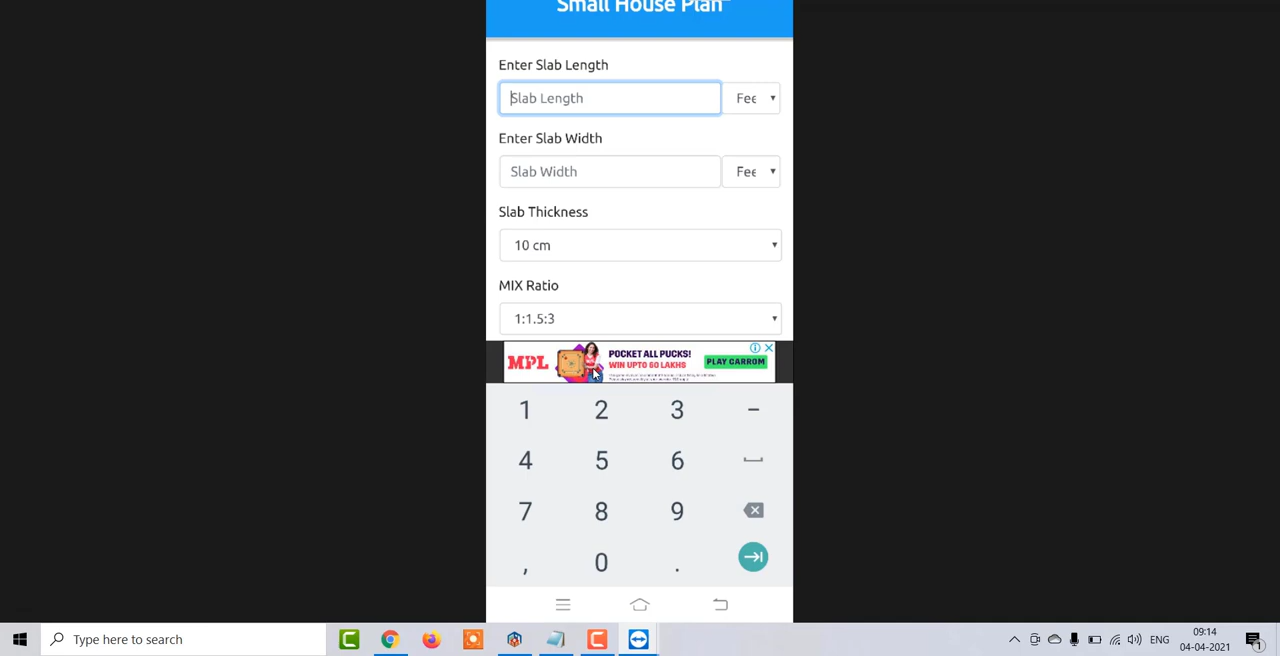 Small House Plan
Enter Slab Length
Slab Length
Fee
Enter Slab Width
Slab Width
Fee
Slab Thickness
10 cm
MIX Ratio
1:1.5:3
MPL
POCKET ALL PUCKS!
WIN UPTO 60 LAKHS
PLAY CARROM
1 2 3 -
4 5 6
7 8 9
, 0 .
Type here to search
ENG
09:14
04-04-2021
1